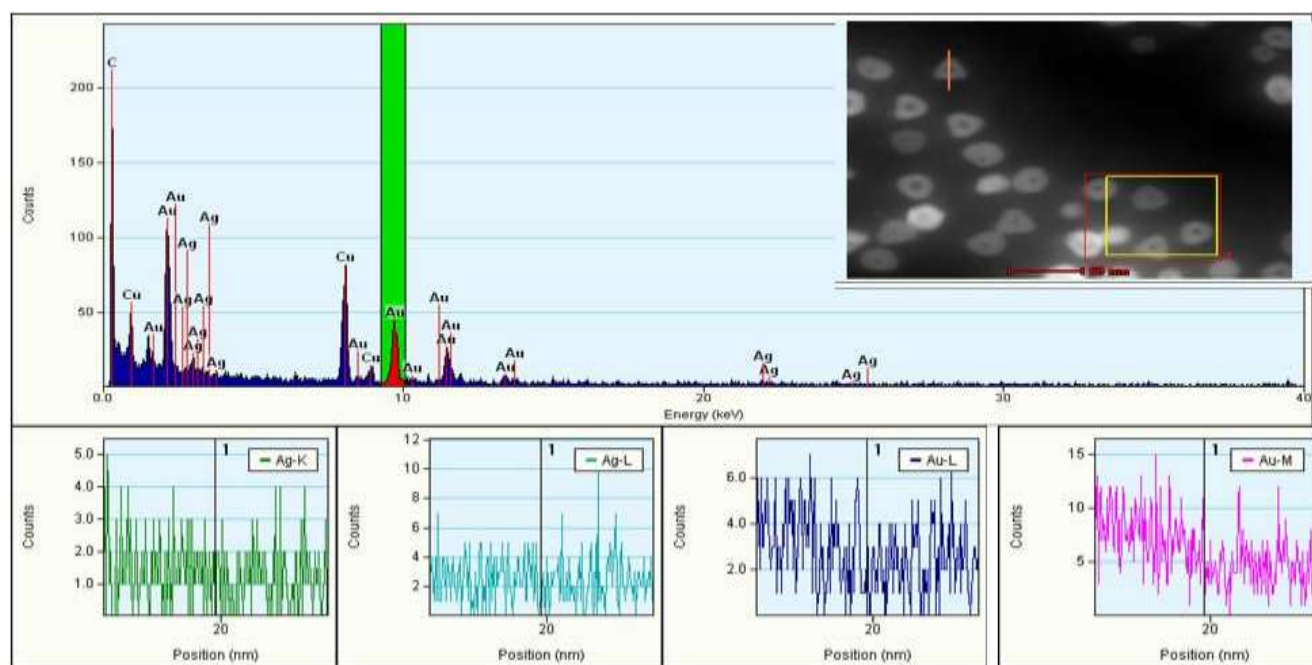 C
200
150
100
50
0
Counts
Cu
Au
Au
Au
Ag
Ag
Ag
Ag
Ag
Ag
Ag
Cu
Au
Cu
Au
Au
Au
Au
Au
Au
Au
Ag
Ag
Ag
Ag
0.0
10
20
40
Energy (keV)
5.0
4.0
3.0
2.0
1.0
Counts
1
Ag-K
20
Position (nm)
12
10
8
6
4
2
Counts
1
Ag-L
20
Position (nm)
6.0
4.0
2.0
Counts
1
Au-L
20
Position (nm)
15
10
5
Counts
1
Au-M
20
Position (nm)